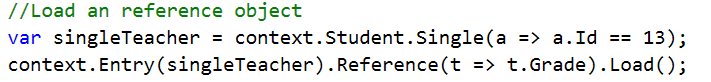 //Load an reference object
var singleTeacher = context.Student.Single(a => a.Id == 13);
context.Entry(singleTeacher).Reference(t => t.Grade).Load();